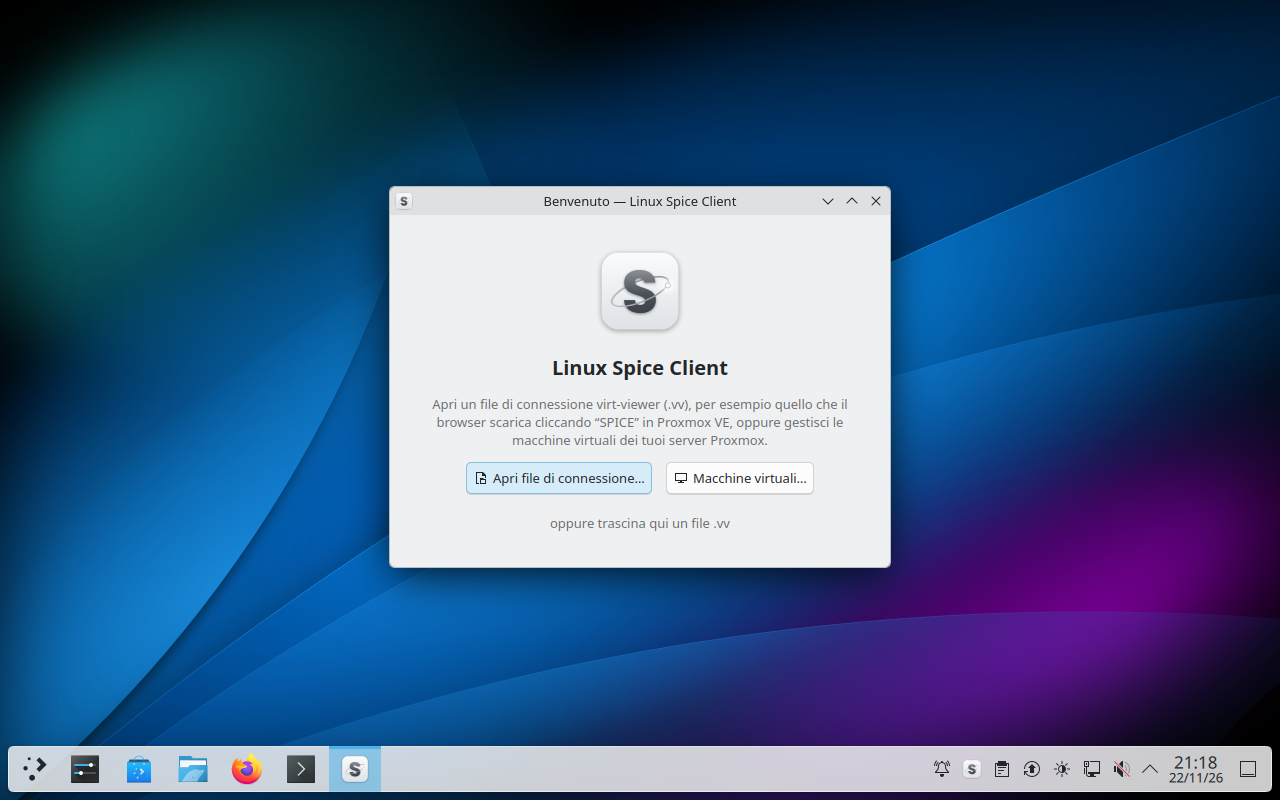 Benvenuto — Linux Spice Client
S
S
Linux Spice Client
Apri un file di connessione virt-viewer (.vv), per esempio quello che il
browser scarica cliccando “SPICE” in Proxmox VE, oppure gestisci le
macchine virtuali dei tuoi server Proxmox.
Apri file di connessione...
Macchine virtuali...
oppure trascina qui un file .vv
S
S
21:18
22/11/26